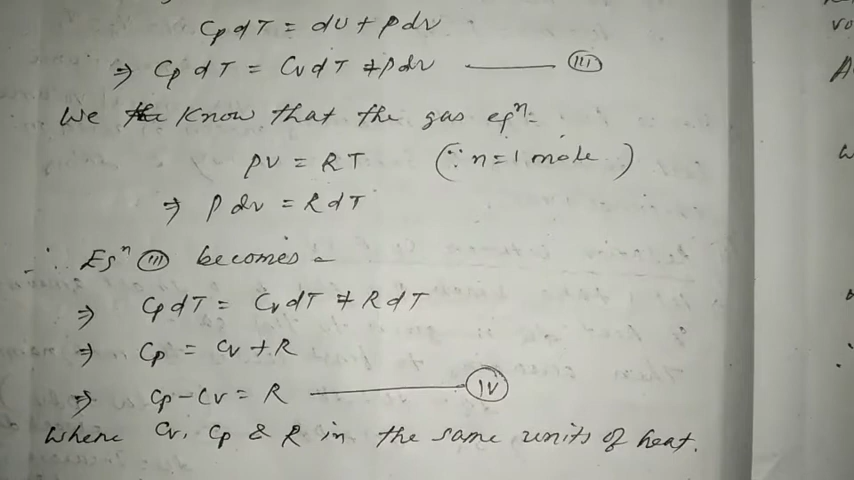 Cp dT = dU + pdv
⇒ Cp dT = Cv dT + pdv —— (III)
We Know that the gas eqⁿ-
pv = RT (∵ n = 1 mole)
⇒ p dv = R dT
∴ Eqⁿ (III) becomes -
⇒ Cp dT = Cv dT + R dT
⇒ Cp = Cv + R
⇒ Cp - Cv = R —— (IV)
Where Cv, Cp & R in the same units of heat.